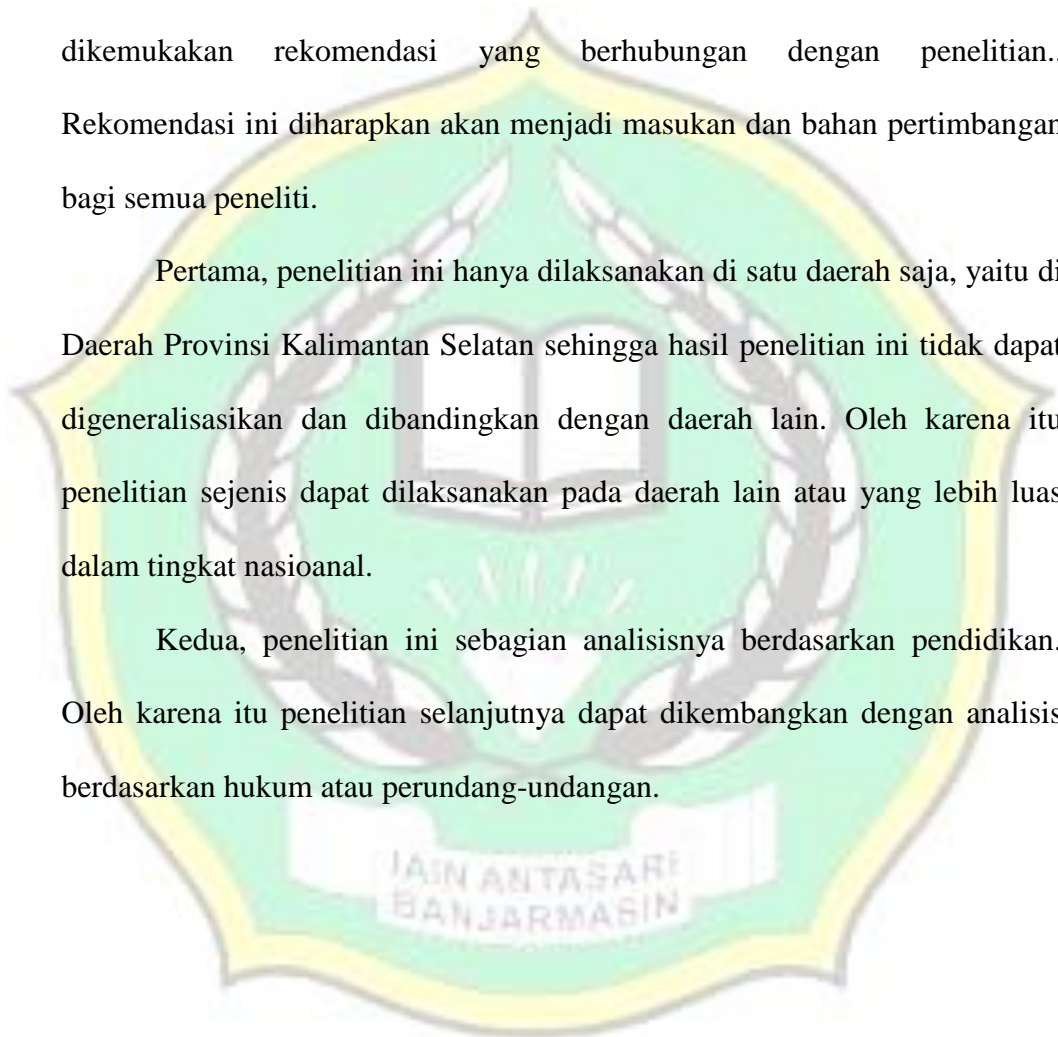 dikemukakan rekomendasi yang berhubungan dengan penelitian..
Rekomendasi ini diharapkan akan menjadi masukan dan bahan pertimbangan
bagi semua peneliti.
Pertama, penelitian ini hanya dilaksanakan di satu daerah saja, yaitu di
Daerah Provinsi Kalimantan Selatan sehingga hasil penelitian ini tidak dapat
digeneralisasikan dan dibandingkan dengan daerah lain. Oleh karena itu
penelitian sejenis dapat dilaksanakan pada daerah lain atau yang lebih luas
dalam tingkat nasioanal.
Kedua, penelitian ini sebagian analisisnya berdasarkan pendidikan.
Oleh karena itu penelitian selanjutnya dapat dikembangkan dengan analisis
berdasarkan hukum atau perundang-undangan.
IAIN ANTASARI
BANJARMASIN